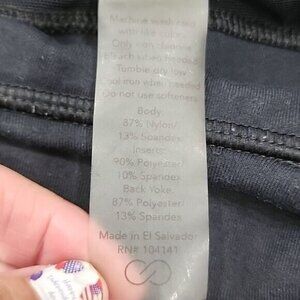 Machine wash cold
with like colors
Only non chlorine
bleach when needed
Tumble dry low
Cool iron when needed
Do not use softeners
Body:
87% Nylon/
13% Spandex
Inserts:
90% Polyester/
10% Spandex
Back Yoke:
87% Polyester/
13% Spandex
Made in El Salvador
RN# 104141